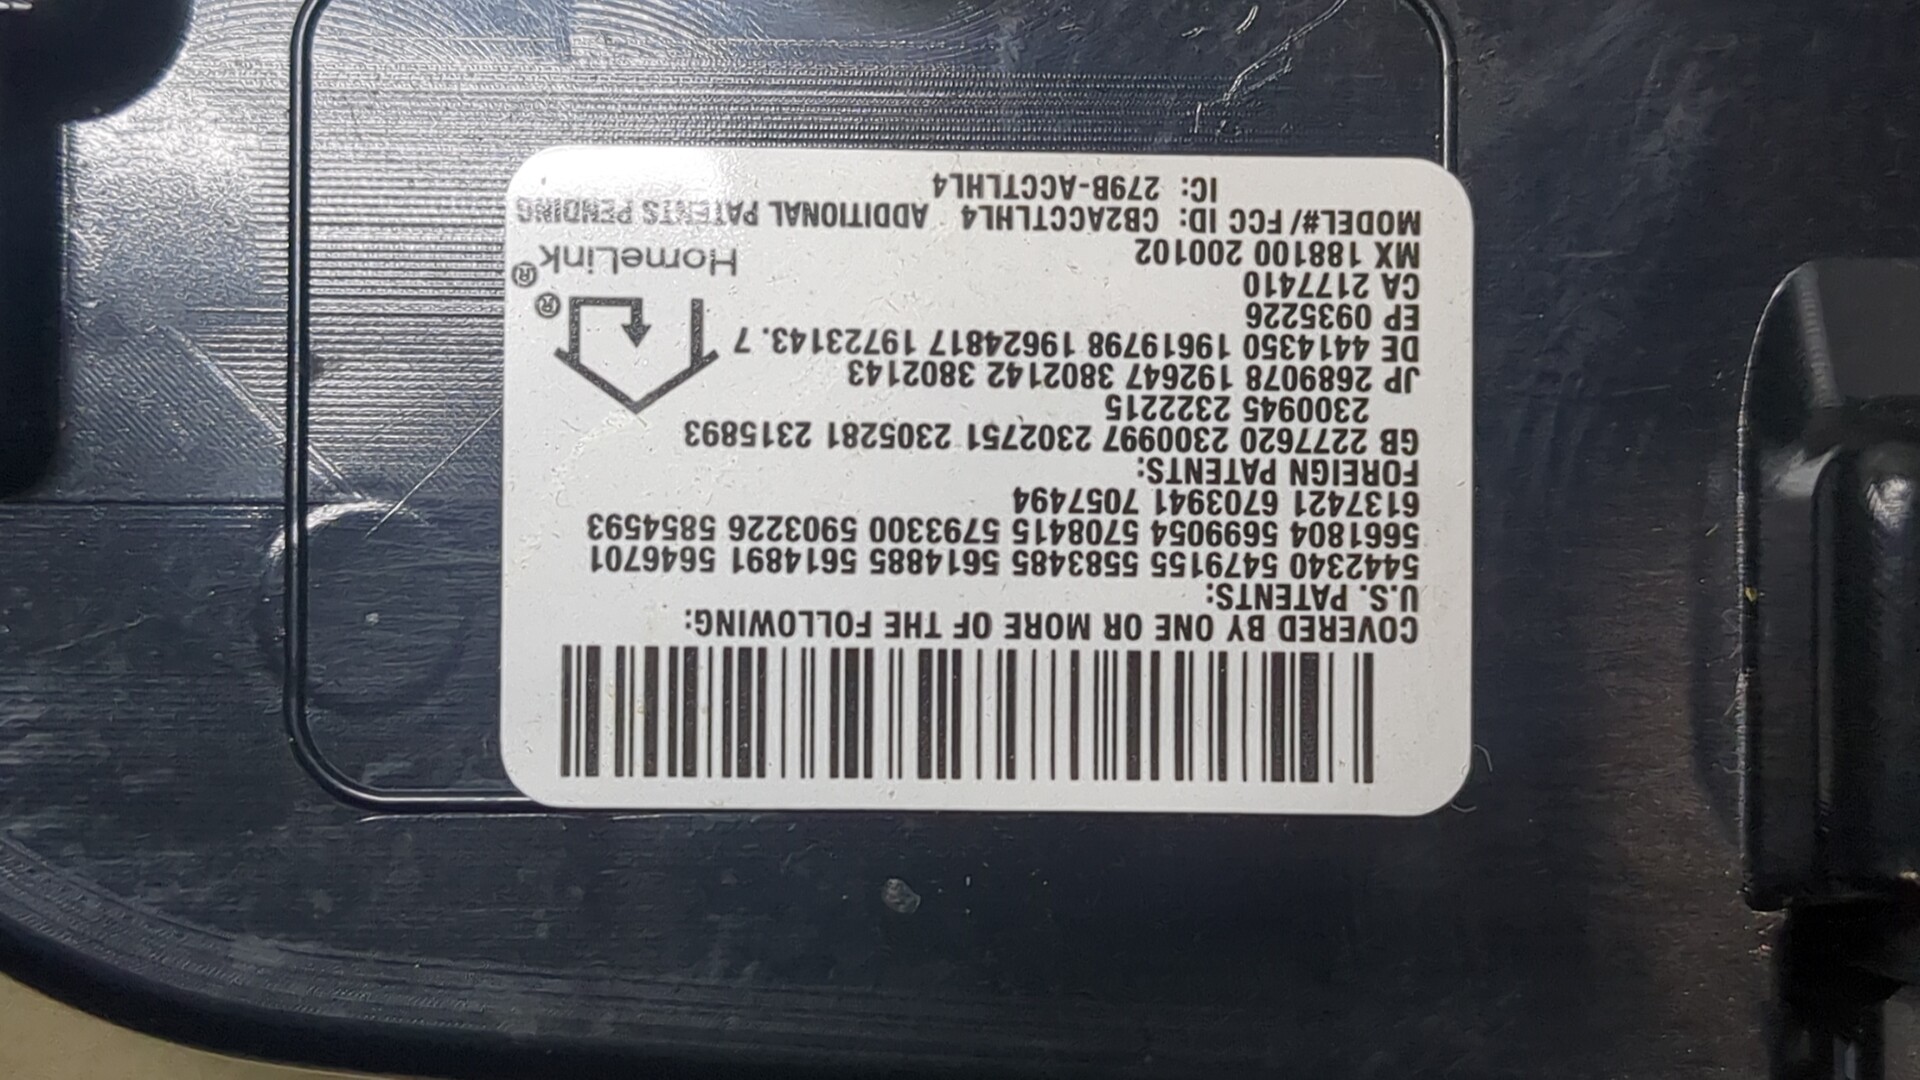 COVERED BY ONE OR MORE OF THE FOLLOWING:
U.S. PATENTS:
5442340 5479155 5583485 5614885 5614891 5646701
5661804 5699054 5708415 5793300 5903226 5854593
6137421 6703941 7057494
FOREIGN PATENTS:
GB 2277620 2300997 2302751 2305281 2315893
2300945 2322215
JP 2689078 192647 3802142 3802143
DE 4414350 19619798 19624817 19723143.7
EP 0935226
CA 2177410
MX 188100 200102
MODEL#/FCC ID: CB2ACCTLHL4 ADDITIONAL PATENTS PENDING
IC: 279B-ACCTLHL4
®
HomeLink®